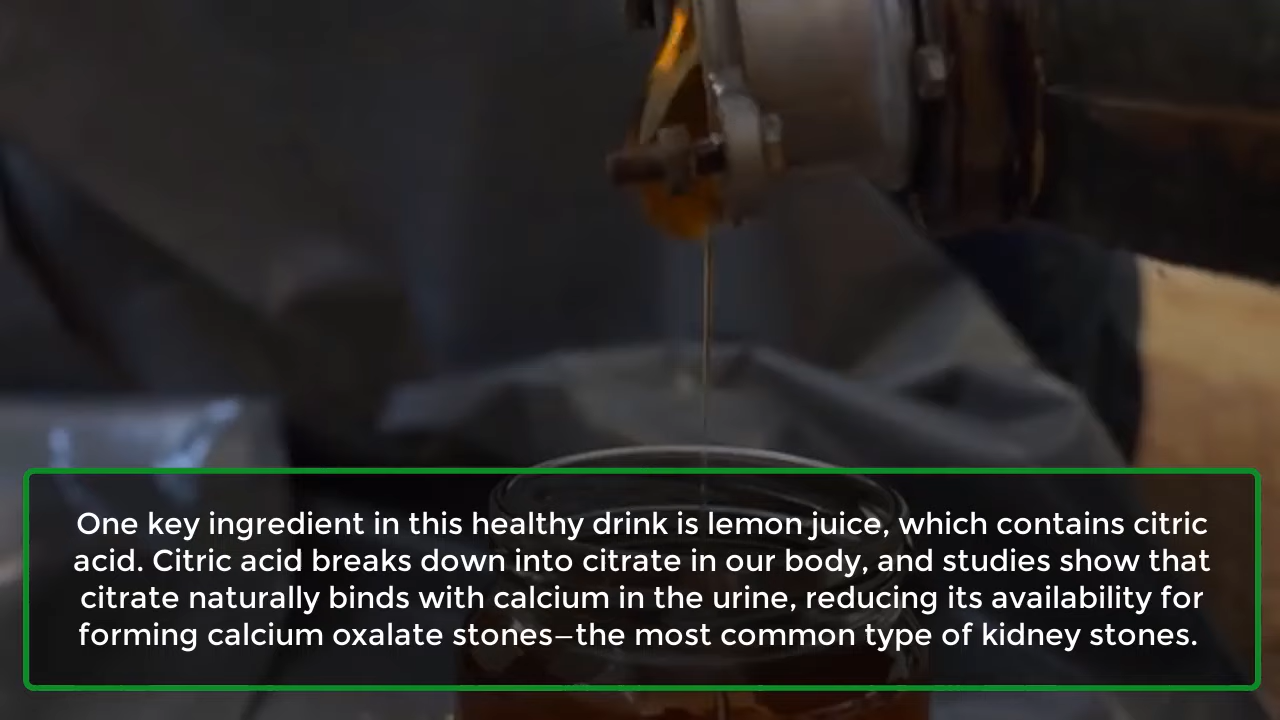 One key ingredient in this healthy drink is lemon juice, which contains citric
acid. Citric acid breaks down into citrate in our body, and studies show that
citrate naturally binds with calcium in the urine, reducing its availability for
forming calcium oxalate stones—the most common type of kidney stones.